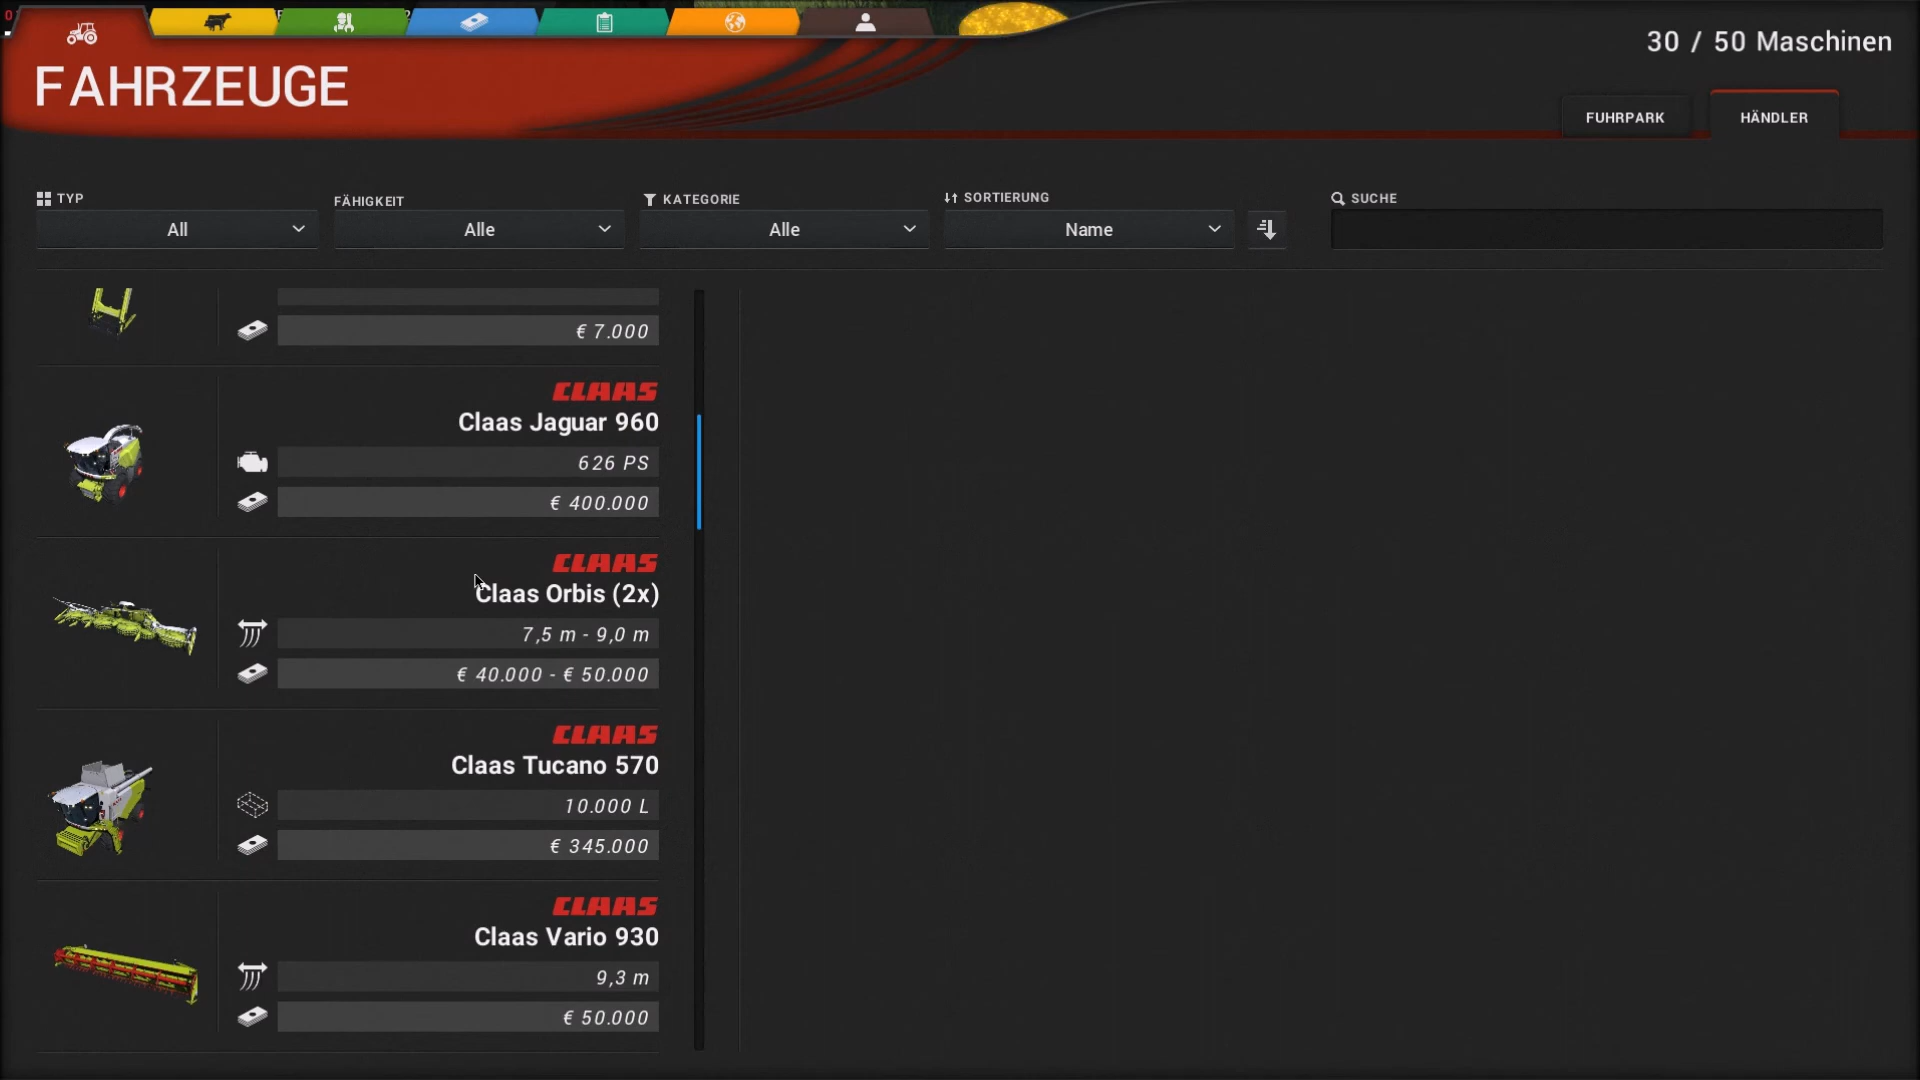 30 / 50 Maschinen
FAHRZEUGE
FUHRPARK
HÄNDLER
TYP
FÄHIGKEIT
KATEGORIE
SORTIERUNG
SUCHE
All
Alle
Alle
Name
€ 7.000
CLAAS
Claas Jaguar 960
626 PS
€ 400.000
CLAAS
Claas Orbis (2x)
7,5 m - 9,0 m
€ 40.000 - € 50.000
CLAAS
Claas Tucano 570
10.000 L
€ 345.000
CLAAS
Claas Vario 930
9,3 m
€ 50.000